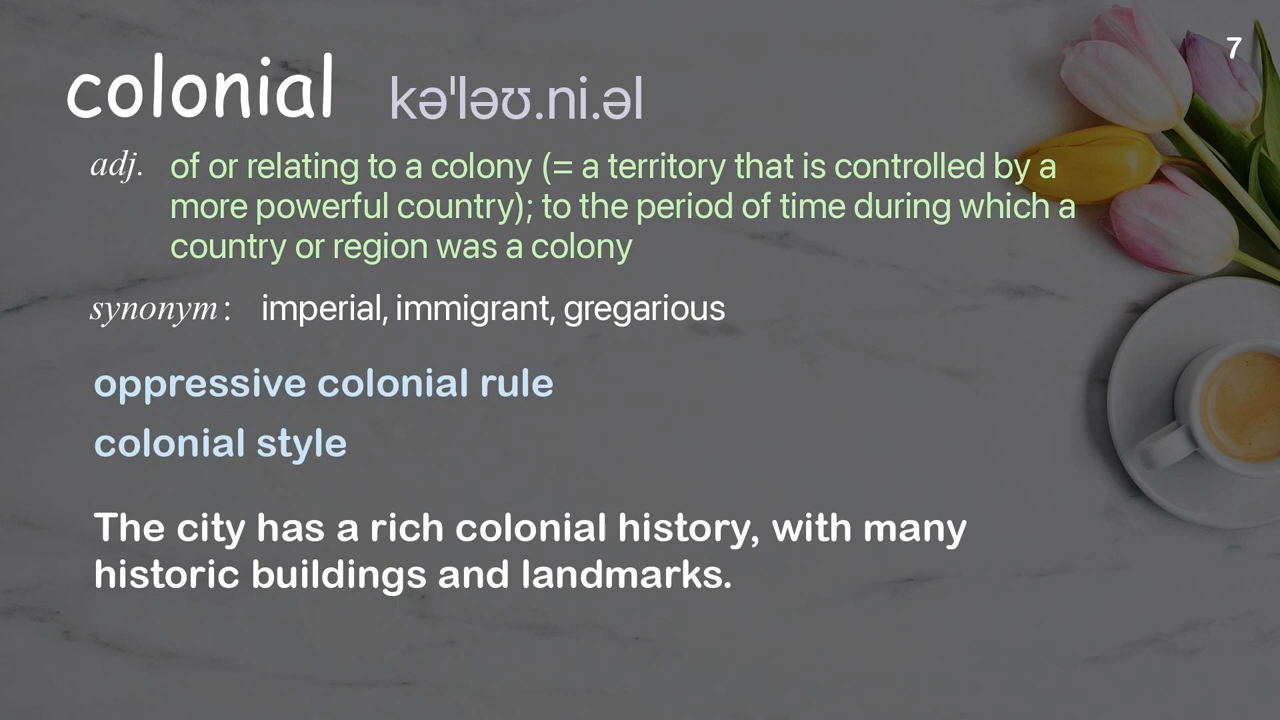 7
colonial kəˈləʊ.ni.əl
adj. of or relating to a colony (= a territory that is controlled by a
more powerful country); to the period of time during which a
country or region was a colony
synonym : imperial, immigrant, gregarious
oppressive colonial rule
colonial style
The city has a rich colonial history, with many
historic buildings and landmarks.